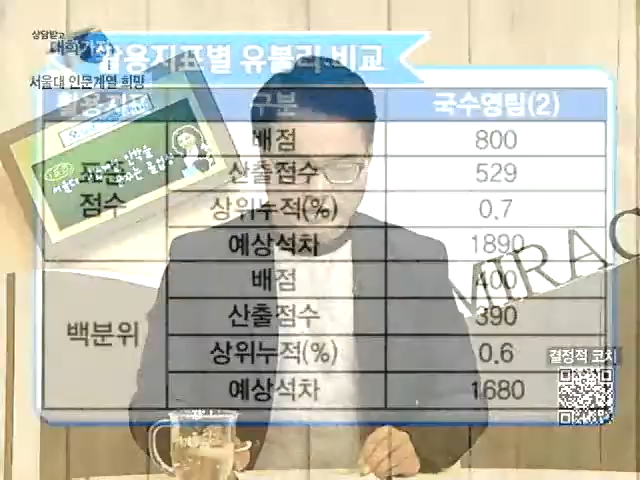 상담받고
대학가자!
서울대 인문계열 희망
활용지표별 유불리 비교
활용지표 구분 국수영탐(2)
표준점수 배점 800
산출점수 529
상위누적(%) 0.7
예상석차 1890
백분위 배점 400
산출점수 390
상위누적(%) 0.6
예상석차 1680
MIRAC
결정적 코치